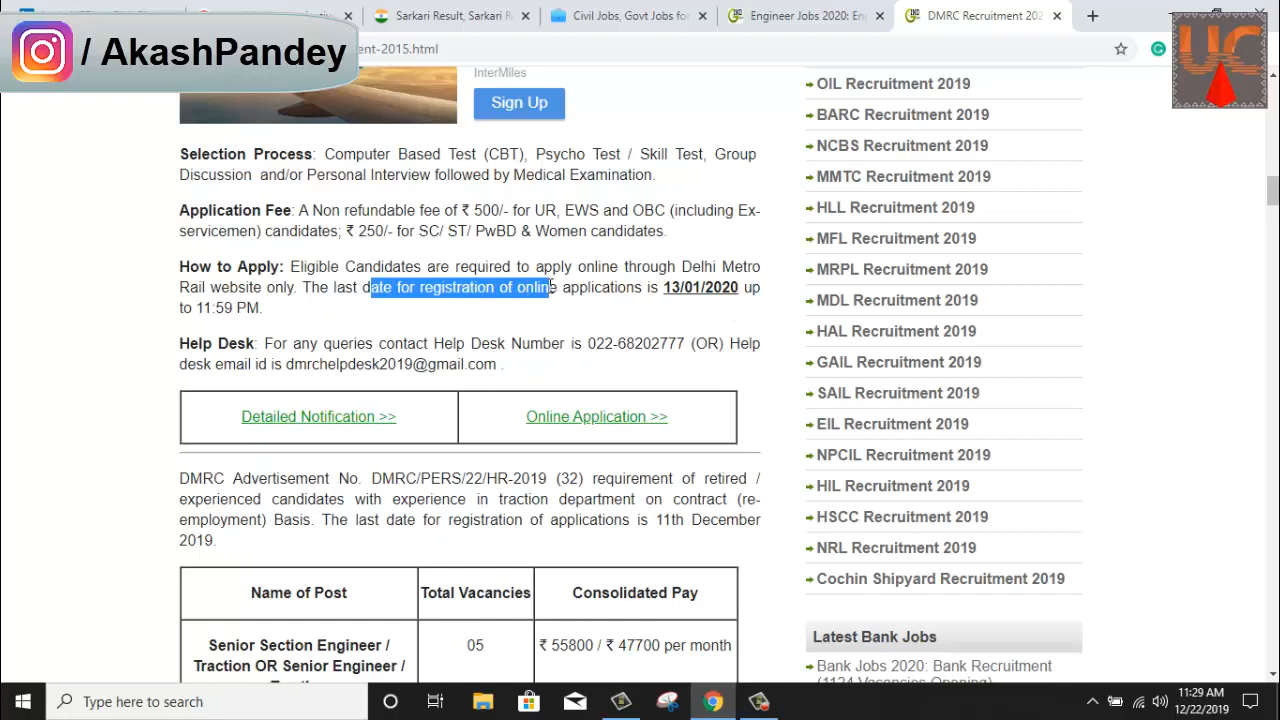 / AkashPandey
Sarkari Result, Sarkari R
Civil Jobs, Govt Jobs for
Engineer Jobs 2020: En
DMRC Recruitment 202
ent-2015.html
UC
InterMiles
Sign Up
Selection Process: Computer Based Test (CBT), Psycho Test / Skill Test, Group
Discussion and/or Personal Interview followed by Medical Examination.
Application Fee: A Non refundable fee of ₹ 500/- for UR, EWS and OBC (including Ex-
servicemen) candidates; ₹ 250/- for SC/ ST/ PwBD & Women candidates.
How to Apply: Eligible Candidates are required to apply online through Delhi Metro
Rail website only. The last date for registration of online applications is 13/01/2020 up
to 11:59 PM.
Help Desk: For any queries contact Help Desk Number is 022-68202777 (OR) Help
desk email id is dmrchelpdesk2019@gmail.com .
Detailed Notification >>
Online Application >>
DMRC Advertisement No. DMRC/PERS/22/HR-2019 (32) requirement of retired /
experienced candidates with experience in traction department on contract (re-
employment) Basis. The last date for registration of applications is 11th December
2019.
Name of Post
Total Vacancies
Consolidated Pay
Senior Section Engineer /
Traction OR Senior Engineer /
05
₹ 55800 / ₹ 47700 per month
OIL Recruitment 2019
BARC Recruitment 2019
NCBS Recruitment 2019
MMTC Recruitment 2019
HLL Recruitment 2019
MFL Recruitment 2019
MRPL Recruitment 2019
MDL Recruitment 2019
HAL Recruitment 2019
GAIL Recruitment 2019
SAIL Recruitment 2019
EIL Recruitment 2019
NPCIL Recruitment 2019
HIL Recruitment 2019
HSCC Recruitment 2019
NRL Recruitment 2019
Cochin Shipyard Recruitment 2019
Latest Bank Jobs
Bank Jobs 2020: Bank Recruitment
(1124 Vacancies Opening)
Type here to search
11:29 AM
12/22/2019